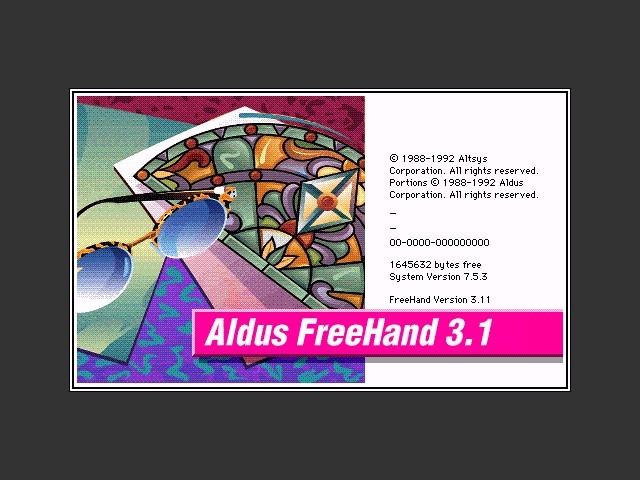 © 1988-1992 Altsys
Corporation. All rights reserved.
Portions © 1988-1992 Aldus
Corporation. All rights reserved.
–
–
00-0000-000000000
1645632 bytes free
System Version 7.5.3
FreeHand Version 3.11
Aldus FreeHand 3.1